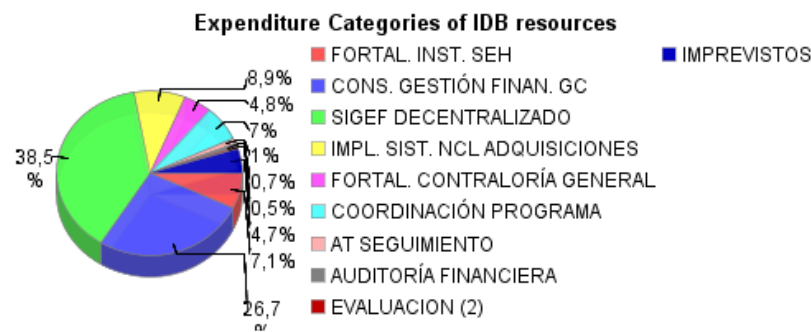 Expenditure Categories of IDB resources
FORTAL. INST. SEH
IMPREVISTOS
CONS. GESTIÓN FINAN. GC
SIGEF DECENTRALIZADO
IMPL. SIST. NCL ADQUISICIONES
FORTAL. CONTRALORÍA GENERAL
COORDINACIÓN PROGRAMA
AT SEGUIMIENTO
AUDITORÍA FINANCIERA
EVALUACION (2)
8,9%
4,8%
7%
1%
0,7%
0,5%
4,7%
7,1%
26,7
%
38,5
%